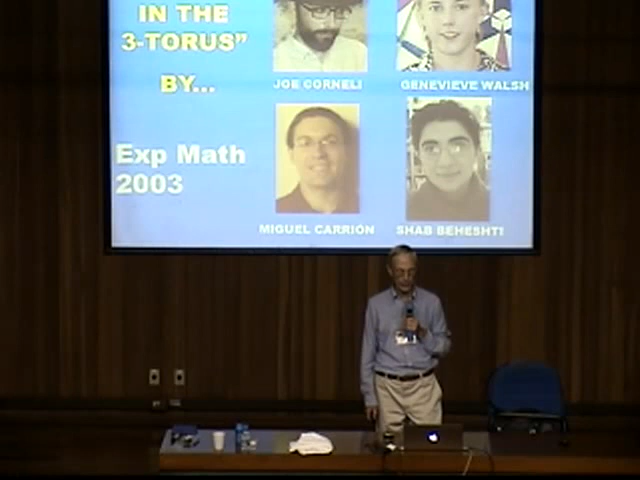 IN THE
3-TORUS”
BY...
JOE CORNELI
GENEVIEVE WALSH
Exp Math
2003
MIGUEL CARRION
SHAB BEHESHTI